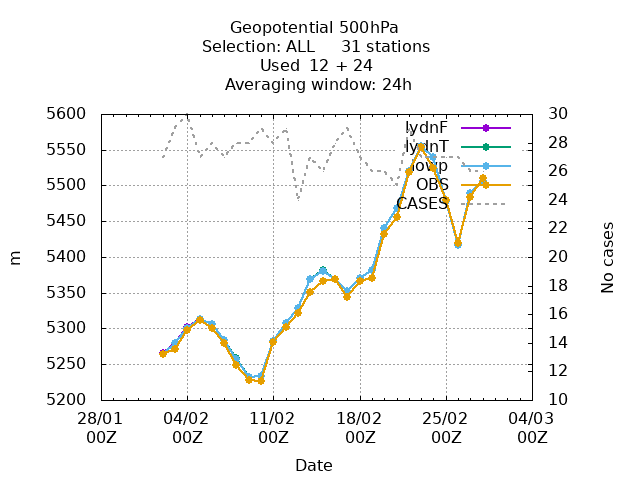 Geopotential 500hPa
Selection: ALL 31 stations
Used 12 + 24
Averaging window: 24h
5600
5550
5500
5450
5400
5350
5300
5250
5200
m
30
28
26
24
22
20
18
16
14
12
10
No cases
lydnF
lydnT
OBS
CASES
28/01 04/02 11/02 18/02 25/02 04/03
00Z 00Z 00Z 00Z 00Z 00Z
Date